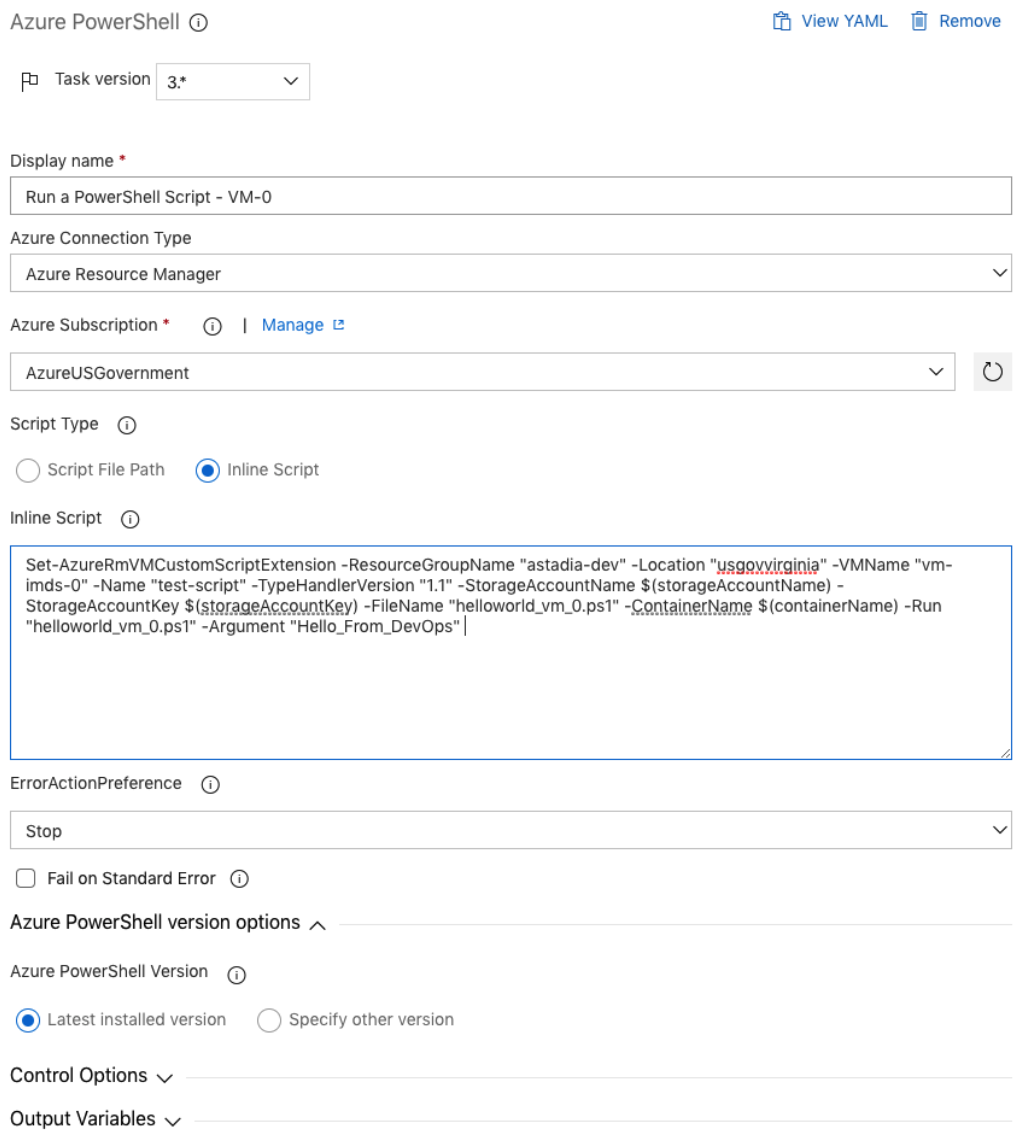 Azure PowerShell
View YAML
Remove
Task version
3.*
Display name *
Run a PowerShell Script - VM-0
Azure Connection Type
Azure Resource Manager
Azure Subscription *
|
Manage
AzureUSGovernment
Script Type
Script File Path
Inline Script
Inline Script
Set-AzureRmVMCustomScriptExtension -ResourceGroupName "astadia-dev" -Location "usgovvirginia" -VMName "vm-
imds-0" -Name "test-script" -TypeHandlerVersion "1.1" -StorageAccountName $(storageAccountName) -
StorageAccountKey $(storageAccountKey) -FileName "helloworld_vm_0.ps1" -ContainerName $(containerName) -Run
"helloworld_vm_0.ps1" -Argument "Hello_From_DevOps"
ErrorActionPreference
Stop
Fail on Standard Error
Azure PowerShell version options
Azure PowerShell Version
Latest installed version
Specify other version
Control Options
Output Variables